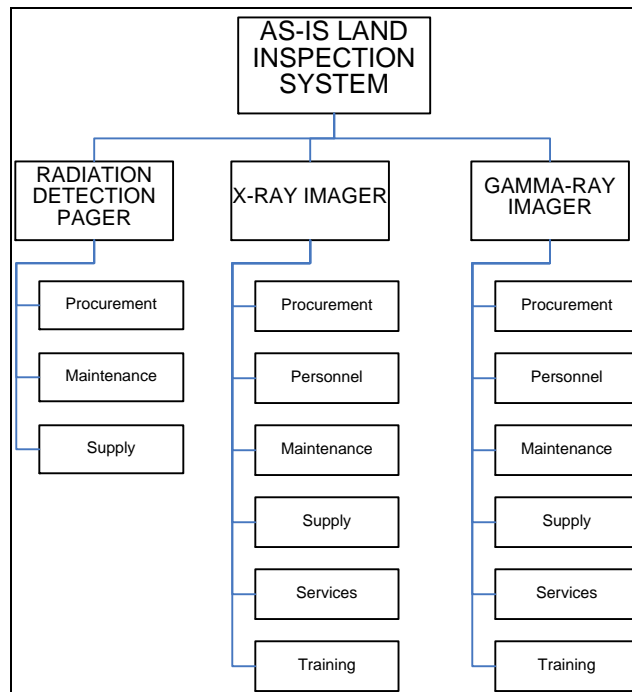 AS-IS LAND
INSPECTION
SYSTEM
RADIATION
DETECTION
PAGER
X-RAY IMAGER
GAMMA-RAY
IMAGER
Procurement
Maintenance
Supply
Procurement
Personnel
Maintenance
Supply
Services
Training
Procurement
Personnel
Maintenance
Supply
Services
Training